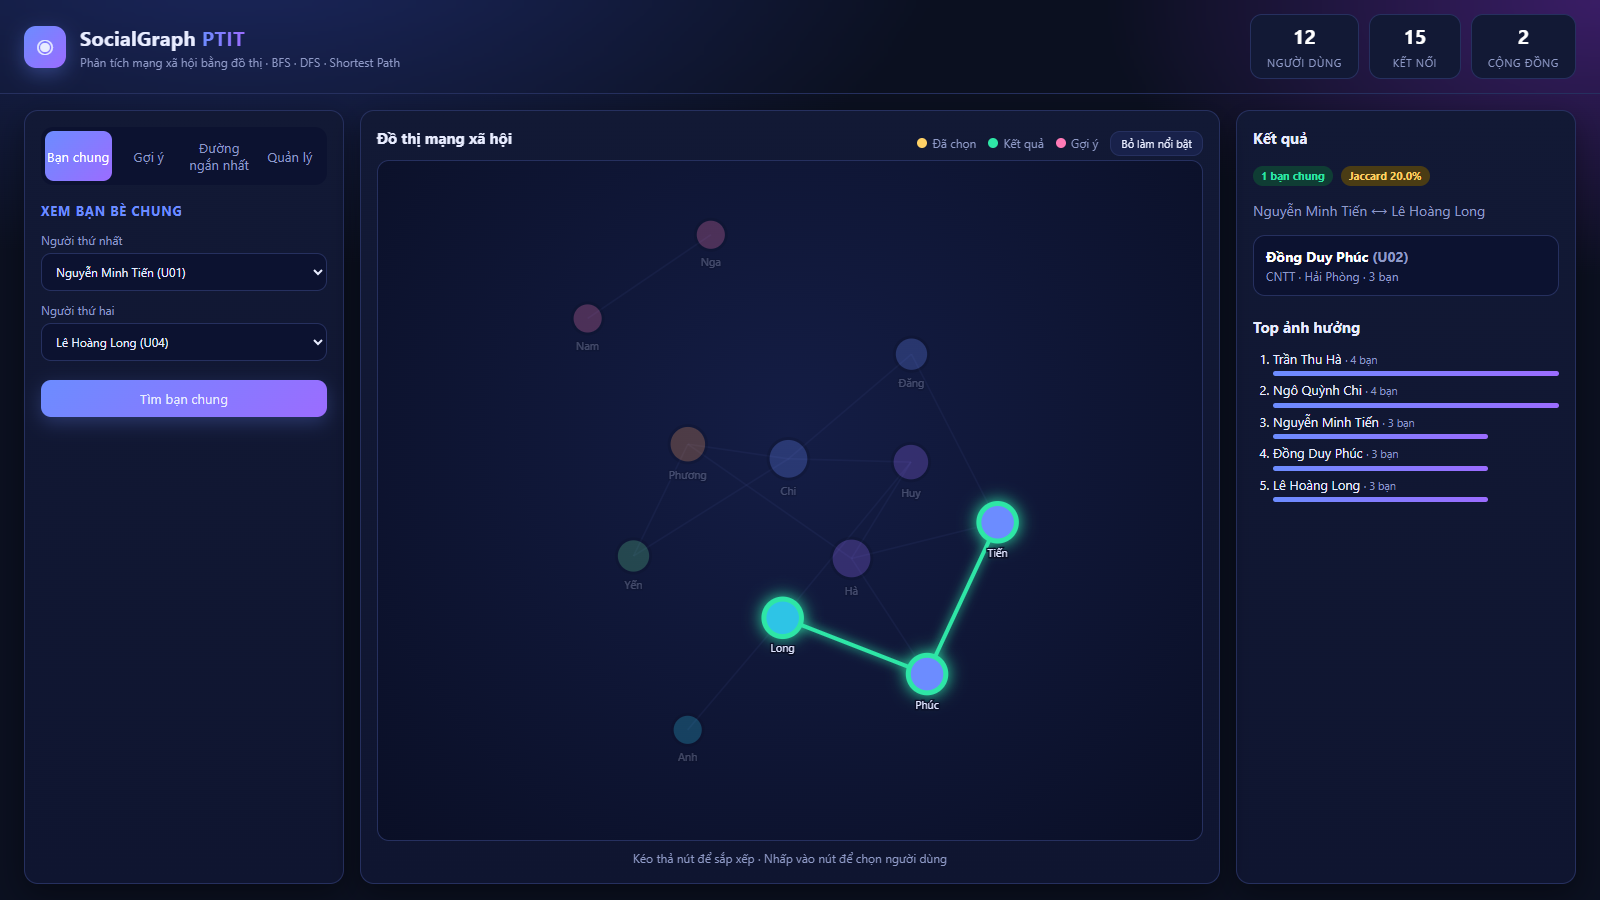 SocialGraph PTIT
Phân tích mạng xã hội bằng đồ thị · BFS · DFS · Shortest Path
12
NGƯỜI DÙNG
15
KẾT NỐI
2
CỘNG ĐỒNG
Bạn chung
Gợi ý
Đường
ngắn nhất
Quản lý
XEM BẠN BÈ CHUNG
Người thứ nhất
Nguyễn Minh Tiến (U01)
Người thứ hai
Lê Hoàng Long (U04)
Tìm bạn chung
Đồ thị mạng xã hội
Đã chọn
Kết quả
Gợi ý
Bỏ làm nổi bật
Nga
Nam
Đăng
Phương
Chi
Huy
Tiến
Yến
Hà
Long
Phúc
Anh
Kéo thả nút để sắp xếp · Nhấp vào nút để chọn người dùng
Kết quả
1 bạn chung
Jaccard 20.0%
Nguyễn Minh Tiến ↔ Lê Hoàng Long
Đồng Duy Phúc (U02)
CNTT · Hải Phòng · 3 bạn
Top ảnh hưởng
1. Trần Thu Hà · 4 bạn
2. Ngô Quỳnh Chi · 4 bạn
3. Nguyễn Minh Tiến · 3 bạn
4. Đồng Duy Phúc · 3 bạn
5. Lê Hoàng Long · 3 bạn